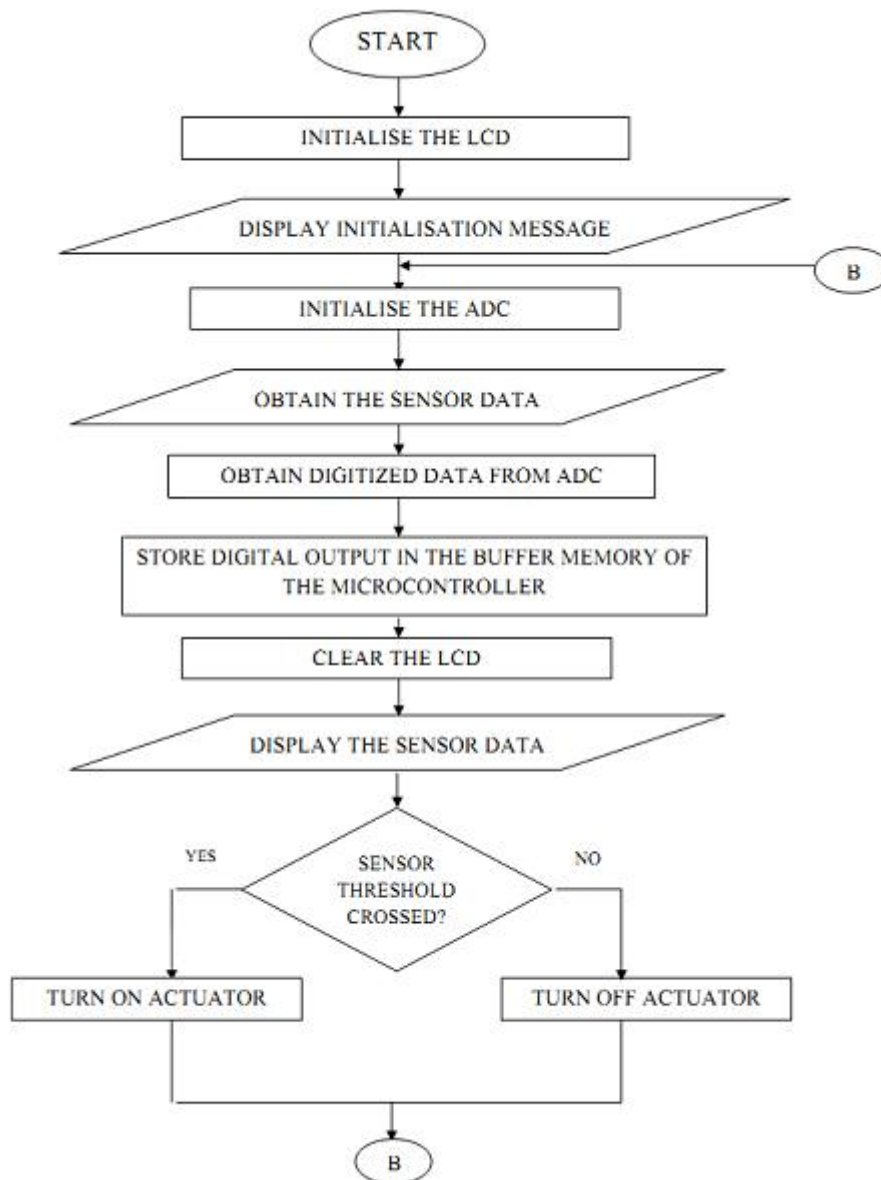 START
INITIALISE THE LCD
DISPLAY INITIALISATION MESSAGE
B
INITIALISE THE ADC
OBTAIN THE SENSOR DATA
OBTAIN DIGITIZED DATA FROM ADC
STORE DIGITAL OUTPUT IN THE BUFFER MEMORY OF
THE MICROCONTROLLER
CLEAR THE LCD
DISPLAY THE SENSOR DATA
YES
SENSOR
THRESHOLD
CROSSED?
NO
TURN ON ACTUATOR
TURN OFF ACTUATOR
B